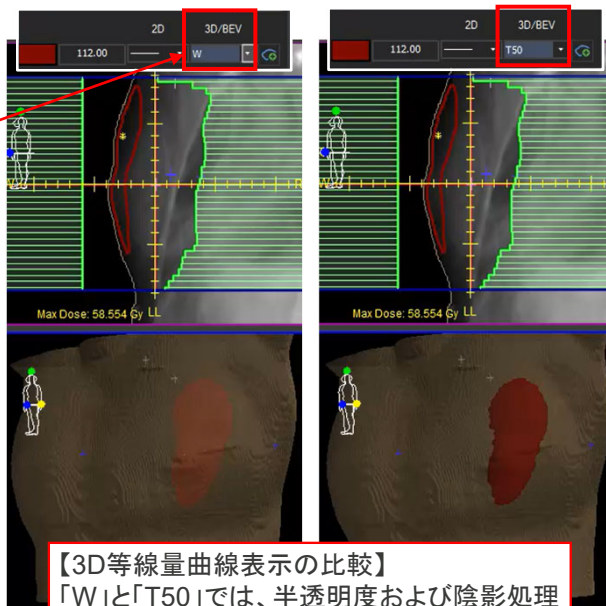 2D 3D/BEV
112.00 W
2D 3D/BEV
112.00 T50
Max Dose: 58.554 Gy LL
Max Dose: 58.554 Gy LL
【3D等線量曲線表示の比較】
「W」と「T50」では、半透明度および陰影処理